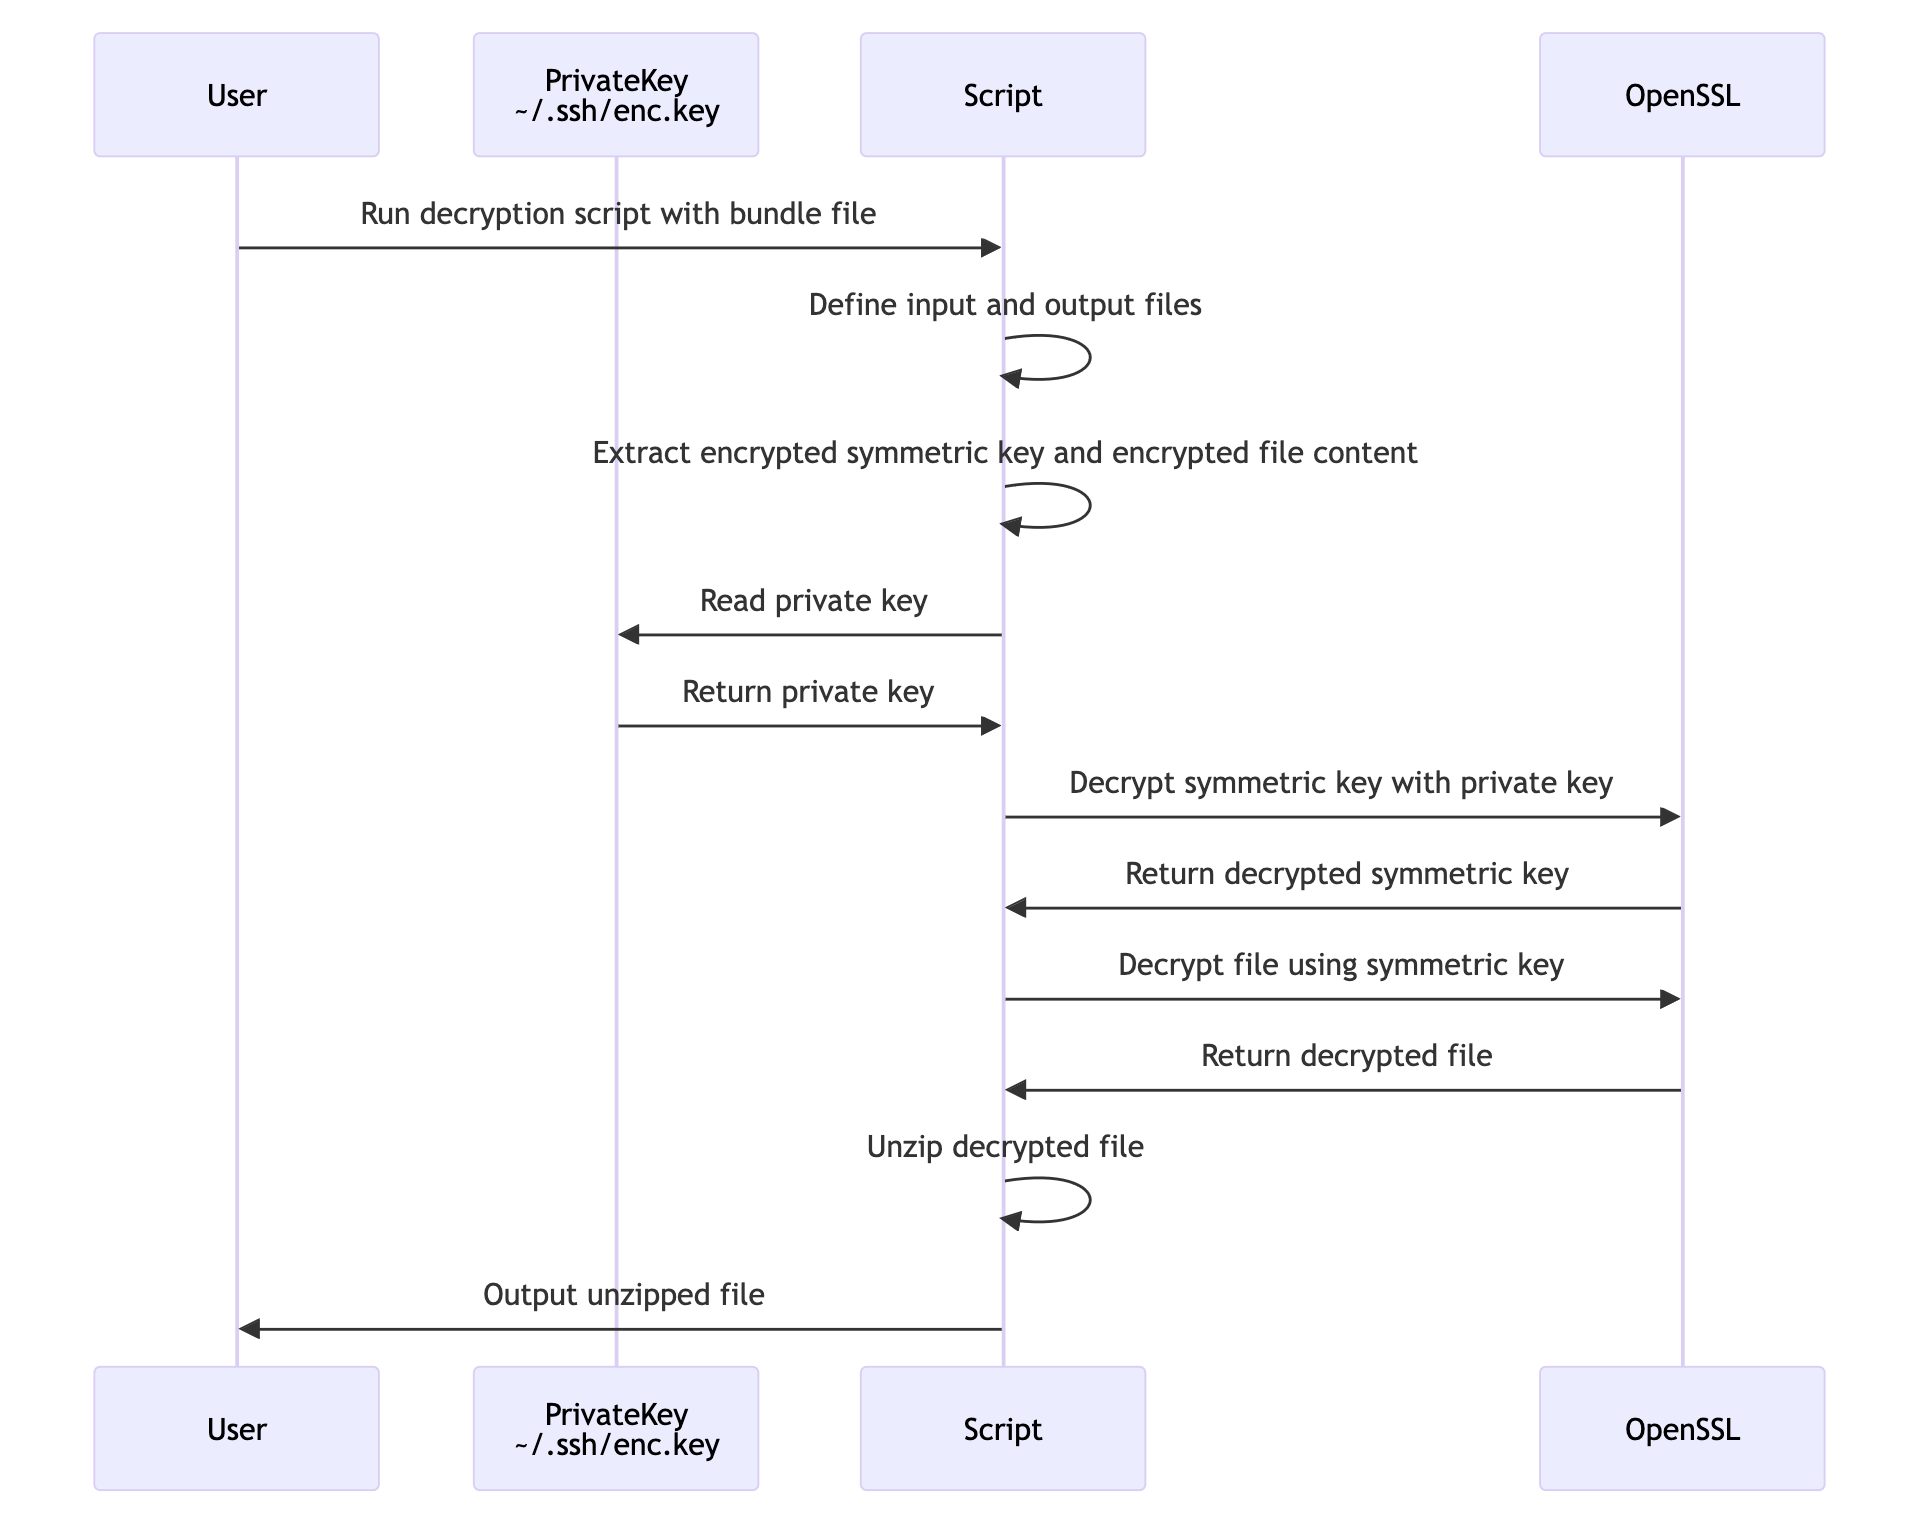 User
PrivateKey
~/.ssh/enc.key
Script
OpenSSL
Run decryption script with bundle file
Define input and output files
Extract encrypted symmetric key and encrypted file content
Read private key
Return private key
Decrypt symmetric key with private key
Return decrypted symmetric key
Decrypt file using symmetric key
Return decrypted file
Unzip decrypted file
Output unzipped file
User
PrivateKey
~/.ssh/enc.key
Script
OpenSSL